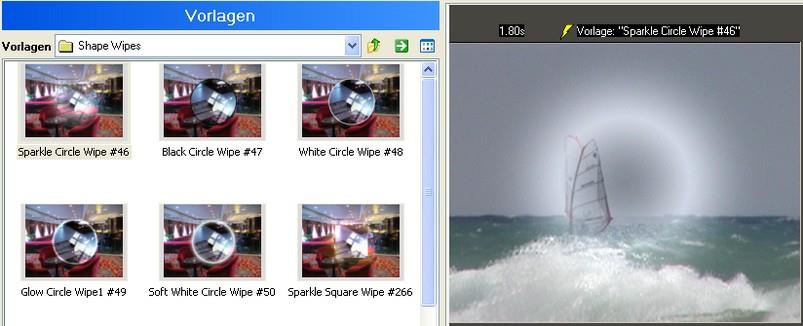 Vorlagen
Vorlagen Shape Wipes
Sparkle Circle Wipe #46 Black Circle Wipe #47 White Circle Wipe #48
Glow Circle Wipe1 #49 Soft White Circle Wipe #50 Sparkle Square Wipe #266
1.80s Vorlage: "Sparkle Circle Wipe #46"